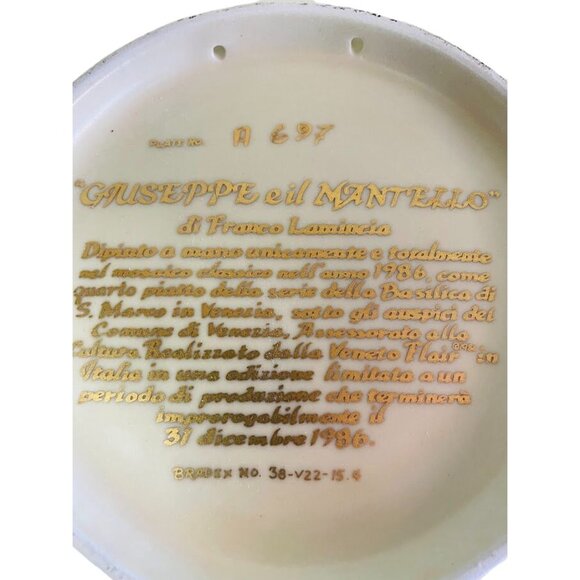 PLATE NO. A 697
"GIUSEPPE e il MANTELLO"
di Franco Lamincia
Dipinto a mano unicamente e totalmente
nel mosaico classico nell'anno 1986, come
quarto piatto della serie della Basilica di
S. Marco in Venezia, sotto gli auspici del
Comune di Venezia, Assessorato alla
Cultura. Realizzato dalla Veneto Flair in
Italia in una edizione limitata a un
periodo di produzione che terminerà
improrogabilmente il
31 dicembre 1986.
BRADEX NO. 38-V22-15.4